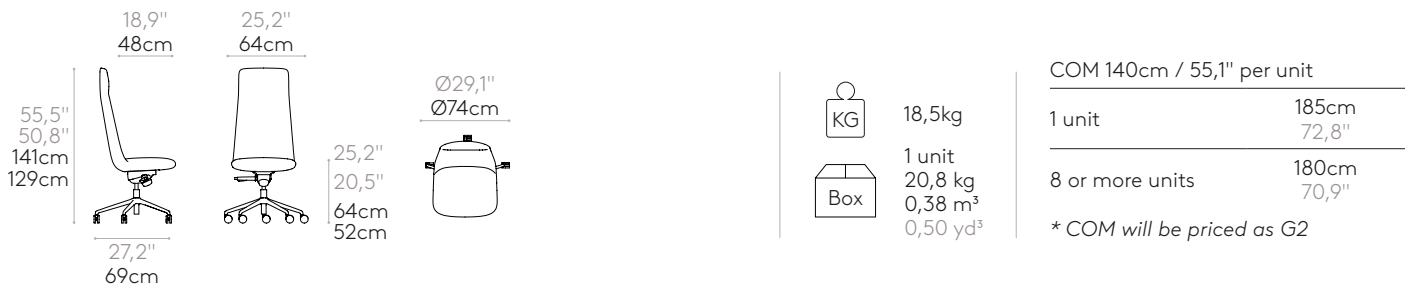 18,9"
48cm
25,2"
64cm
Ø29,1"
Ø74cm
55,5"
50,8"
141cm
129cm
25,2"
20,5"
64cm
52cm
27,2"
69cm
KG
18,5kg
Box
1 unit
20,8 kg
0,38 m³
0,50 yd³
COM 140cm / 55,1" per unit
1 unit 185cm
72,8"
8 or more units 180cm
70,9"
* COM will be priced as G2